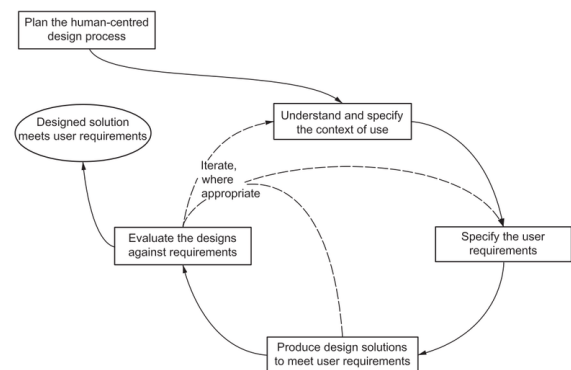 Plan the human-centred
design process
Designed solution
meets user requirements
Understand and specify
the context of use
Iterate,
where
appropriate
Evaluate the designs
against requirements
Specify the user
requirements
Produce design solutions
to meet user requirements